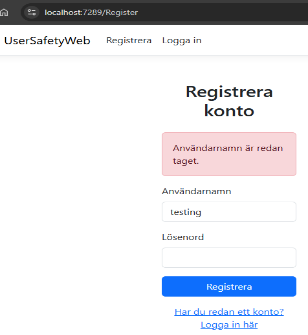 localhost:7289/Register
UserSafetyWeb Registrera Logga in
Registrera
konto
Användarnamn är redan
taget.
Användarnamn
testing
Lösenord
Registrera
Har du redan ett konto?
Logga in här